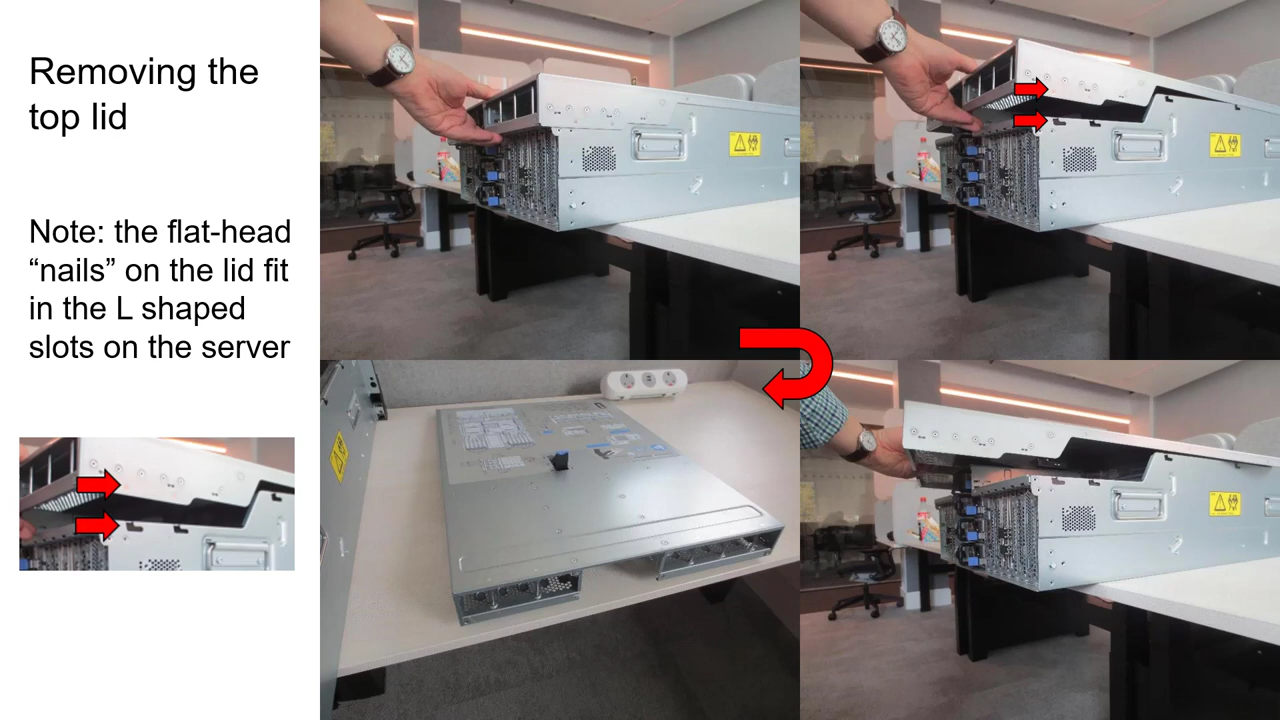 Removing the
top lid
Note: the flat-head
“nails” on the lid fit
in the L shaped
slots on the server